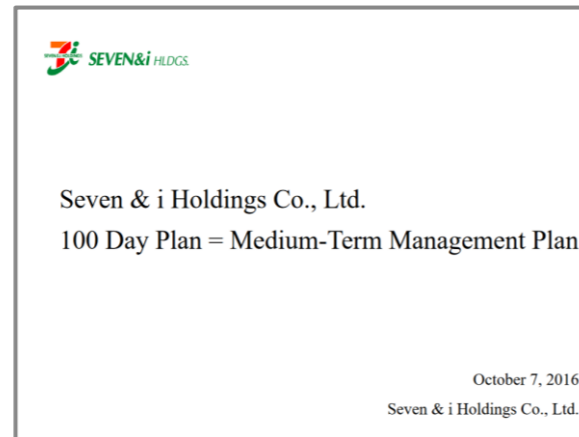 SEVEN&i HLDGS.
Seven & i Holdings Co., Ltd.
100 Day Plan = Medium-Term Management Plan
October 7, 2016
Seven & i Holdings Co., Ltd.